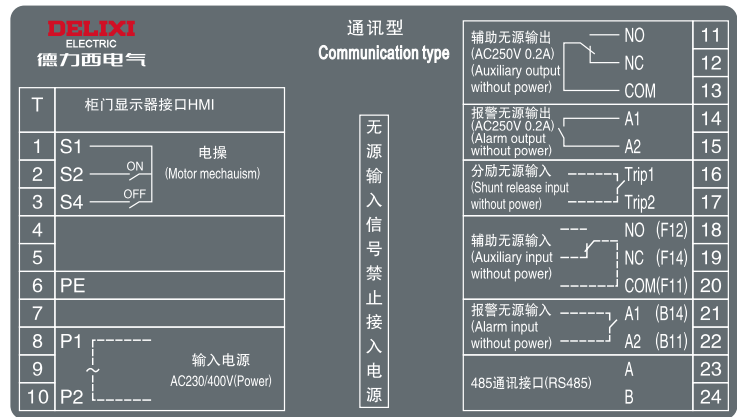 DELIXI
ELECTRIC
德力西电气
通讯型
Communication type
T 柜门显示器接口HMI
1 S1
2 S2 ON
3 S4 OFF
电操
(Motor mechauism)
4
5
6 PE
7
8 P1
9 ~
10 P2
输入电源
AC230/400V(Power)
无源输入信号禁止接入电源
辅助无源输出
(AC250V 0.2A)
(Auxiliary output
without power)
NO 11
NC 12
COM 13
报警无源输出
(AC250V 0.2A)
(Alarm output
without power)
A1 14
A2 15
分励无源输入
(Shunt release input
without power)
Trip1 16
Trip2 17
辅助无源输入
(Auxiliary input
without power)
NO (F12) 18
NC (F14) 19
COM(F11) 20
报警无源输入
(Alarm input
without power)
A1 (B14) 21
A2 (B11) 22
485通讯接口(RS485)
A 23
B 24